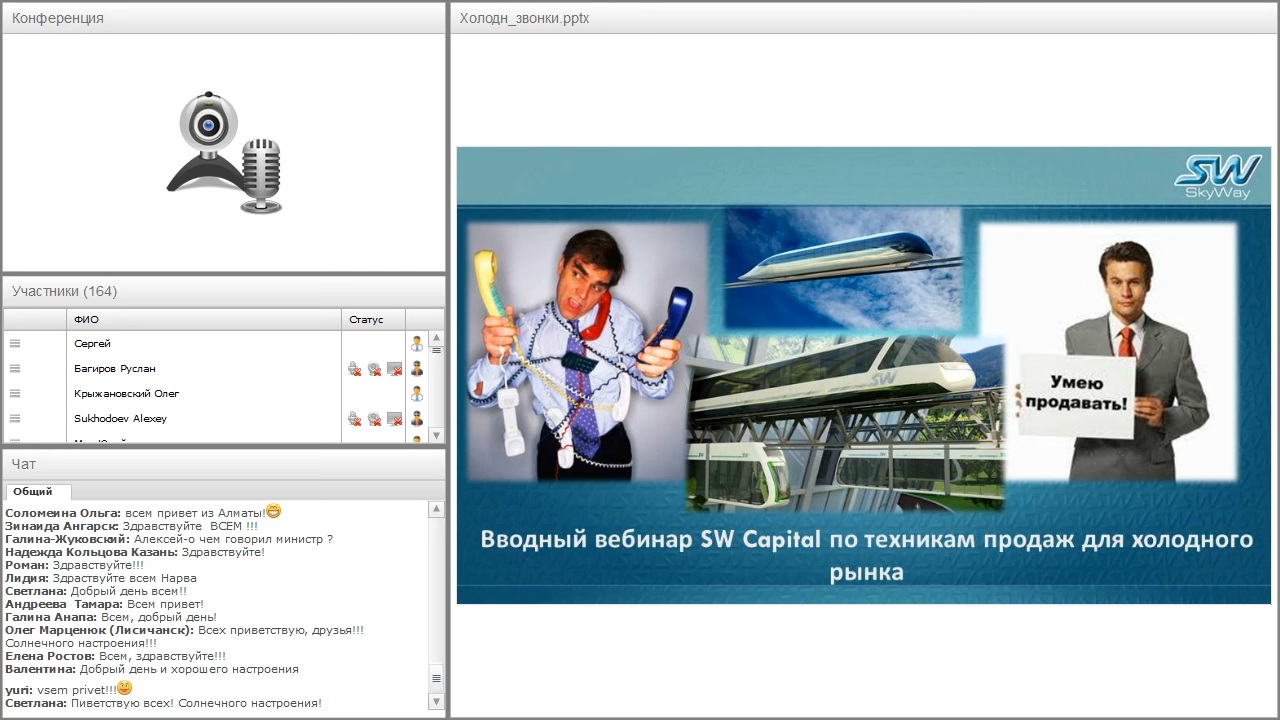 Конференция
Участники (164)
ФИО
Статус
Сергей
Багиров Руслан
Крыхановский Олег
Sukhodoev Alexey
Чат
Общий
Соломеина Ольга: всем привет из Алматы!
Зинаида Ангарск: Здравствуйте ВСЕМ !!!
Галина-Жуковский: Алексей-о чем говорил министр ?
Надежда Кольцова Казань: Здравствуйте!
Роман: Здравствуйте!!!
Лидия: Здраствуйте всем Нарва
Светлана: Добрый день всем!!
Андреева Тамара: Всем привет!
Галина Анапа: Всем, добрый день!
Олег Марценюк (Лисичанск): Всех приветствую, друзья!!!
Солнечного настроения!!!
Елена Ростов: Всем, здравствуйте!!!
Валентина: Добрый день и хорошего настроения
yuri: vsem privet!!!
Светлана: Пиветствую всех! Солнечного настроения!
Холодн_звонки.pptx
SW
SkyWay
SW
Умею
продавать!
Вводный вебинар SW Capital по техникам продаж для холодного
рынка